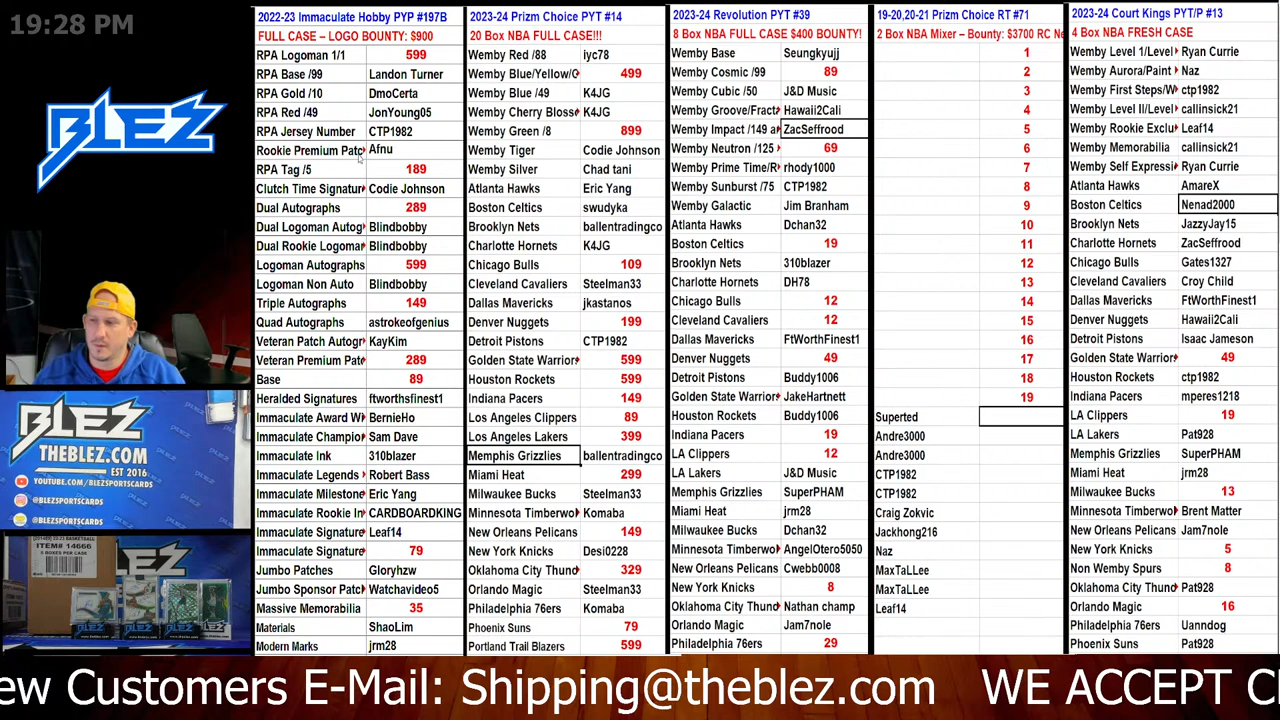 19:28 PM
BLEZ
BLEZ
THEBLEZ.COM
EST 2016
YOUTUBE.COM/BLEZSPORTSCARDS
@BLEZSPORTSCARDS
@BLEZSPORTSCARDS
ITEM# 14666
BLEZ
2022-23 Immaculate Hobby PYP #197B
FULL CASE – LOGO BOUNTY: $900
RPA Logoman 1/1 599
RPA Base /99 Landon Turner
RPA Gold /10 DmoCerta
RPA Red /49 JonYoung05
RPA Jersey Number CTP1982
Rookie Premium Patc Afnu
RPA Tag /5 189
Clutch Time Signatur Codie Johnson
Dual Autographs 289
Dual Logoman Autog Blindbobby
Dual Rookie Logomar Blindbobby
Logoman Autographs 599
Logoman Non Auto Blindbobby
Triple Autographs 149
Quad Autographs astrokeofgenius
Veteran Patch Autogr KayKim
Veteran Premium Pat 289
Base 89
Heralded Signatures ftworthsfinest1
Immaculate Award W BernieHo
Immaculate Champio Sam Dave
Immaculate Ink 310blazer
Immaculate Legends Robert Bass
Immaculate Milestone Eric Yang
Immaculate Rookie In CARDBOARDKING
Immaculate Signature Leaf14
Immaculate Signature 79
Jumbo Patches Gloryhzw
Jumbo Sponsor Patc Watchavideo5
Massive Memorabilia 35
Materials ShaoLim
Modern Marks jrm28
2023-24 Prizm Choice PYT #14
20 Box NBA FULL CASE!!!
Wemby Red /88 iyc78
Wemby Blue/Yellow/G 499
Wemby Blue /49 K4JG
Wemby Cherry Bloss K4JG
Wemby Green /8 899
Wemby Tiger Codie Johnson
Wemby Silver Chad tani
Atlanta Hawks Eric Yang
Boston Celtics swudyka
Brooklyn Nets ballentradingco
Charlotte Hornets K4JG
Chicago Bulls 109
Cleveland Cavaliers Steelman33
Dallas Mavericks jkastanos
Denver Nuggets 199
Detroit Pistons CTP1982
Golden State Warrior 599
Houston Rockets 599
Indiana Pacers 149
Los Angeles Clippers 89
Los Angeles Lakers 399
Memphis Grizzlies ballentradingco
Miami Heat 299
Milwaukee Bucks Steelman33
Minnesota Timberwo Komaba
New Orleans Pelicans 149
New York Knicks Desi0228
Oklahoma City Thund 329
Orlando Magic Steelman33
Philadelphia 76ers Komaba
Phoenix Suns 79
Portland Trail Blazers 599
2023-24 Revolution PYT #39
8 Box NBA FULL CASE $400 BOUNTY!
Wemby Base Seungkyujj
Wemby Cosmic /99 89
Wemby Cubic /50 J&D Music
Wemby Groove/Fract Hawaii2Cali
Wemby Impact /149 a ZacSeffrood
Wemby Neutron /125 69
Wemby Prime Time/R rhody1000
Wemby Sunburst /75 CTP1982
Wemby Galactic Jim Branham
Atlanta Hawks Dchan32
Boston Celtics 19
Brooklyn Nets 310blazer
Charlotte Hornets DH78
Chicago Bulls 12
Cleveland Cavaliers 12
Dallas Mavericks FtWorthFinest1
Denver Nuggets 49
Detroit Pistons Buddy1006
Golden State Warrior JakeHartnett
Houston Rockets Buddy1006
Indiana Pacers 19
LA Clippers 12
LA Lakers J&D Music
Memphis Grizzlies SuperPHAM
Miami Heat jrm28
Milwaukee Bucks Dchan32
Minnesota Timberwo AngelOtero5050
New Orleans Pelicans Cwebb0008
New York Knicks 8
Oklahoma City Thund Nathan champ
Orlando Magic Jam7nole
Philadelphia 76ers 29
19-20,20-21 Prizm Choice RT #71
2 Box NBA Mixer – Bounty: $3700 RC Ne
1
2
3
4
5
6
7
8
9
10
11
12
13
14
15
16
17
18
19
Superted
Andre3000
Andre3000
CTP1982
CTP1982
Craig Zokvic
Jackhong216
Naz
MaxTaLLee
MaxTaLLee
Leaf14
2023-24 Court Kings PYT/P #13
4 Box NBA FRESH CASE
Wemby Level 1/Level Ryan Currie
Wemby Aurora/Paint Naz
Wemby First Steps/W ctp1982
Wemby Level II/Level callinsick21
Wemby Rookie Exclu Leaf14
Wemby Memorabilia callinsick21
Wemby Self Expressi Ryan Currie
Atlanta Hawks AmareX
Boston Celtics Nenad2000
Brooklyn Nets JazzyJay15
Charlotte Hornets ZacSeffrood
Chicago Bulls Gates1327
Cleveland Cavaliers Croy Child
Dallas Mavericks FtWorthFinest1
Denver Nuggets Hawaii2Cali
Detroit Pistons Isaac Jameson
Golden State Warrior 49
Houston Rockets ctp1982
Indiana Pacers mperes1218
LA Clippers 19
LA Lakers Pat928
Memphis Grizzlies SuperPHAM
Miami Heat jrm28
Milwaukee Bucks 13
Minnesota Timberwo Brent Matter
New Orleans Pelicans Jam7nole
New York Knicks 5
Non Wemby Spurs 8
Oklahoma City Thund Pat928
Orlando Magic 16
Philadelphia 76ers Uanndog
Phoenix Suns Pat928
ew Customers E-Mail: Shipping@theblez.com WE ACCEPT C